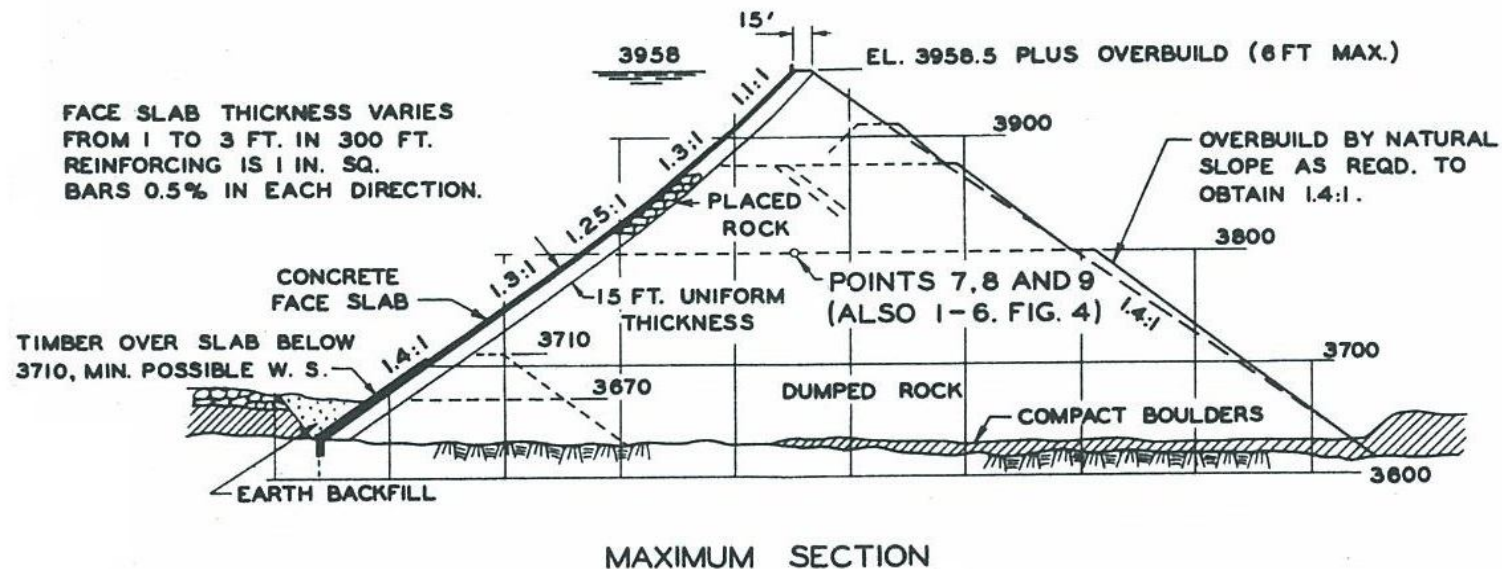 15'
3958
EL. 3958.5 PLUS OVERBUILD (6 FT MAX.)
FACE SLAB THICKNESS VARIES
FROM 1 TO 3 FT. IN 300 FT.
REINFORCING IS 1 IN. SQ.
BARS 0.5% IN EACH DIRECTION.
1.1:1
3900
OVERBUILD BY NATURAL
SLOPE AS REQD. TO
OBTAIN 1.4:1.
1.3:1
PLACED
ROCK
1.25:1
3800
CONCRETE
FACE SLAB
1.3:1
15 FT. UNIFORM
THICKNESS
POINTS 7, 8 AND 9
(ALSO 1-6. FIG. 4)
1.4:1
TIMBER OVER SLAB BELOW
3710, MIN. POSSIBLE W. S.
1.4:1
3710
3700
3670
DUMPED ROCK
COMPACT BOULDERS
EARTH BACKFILL
3600
MAXIMUM SECTION